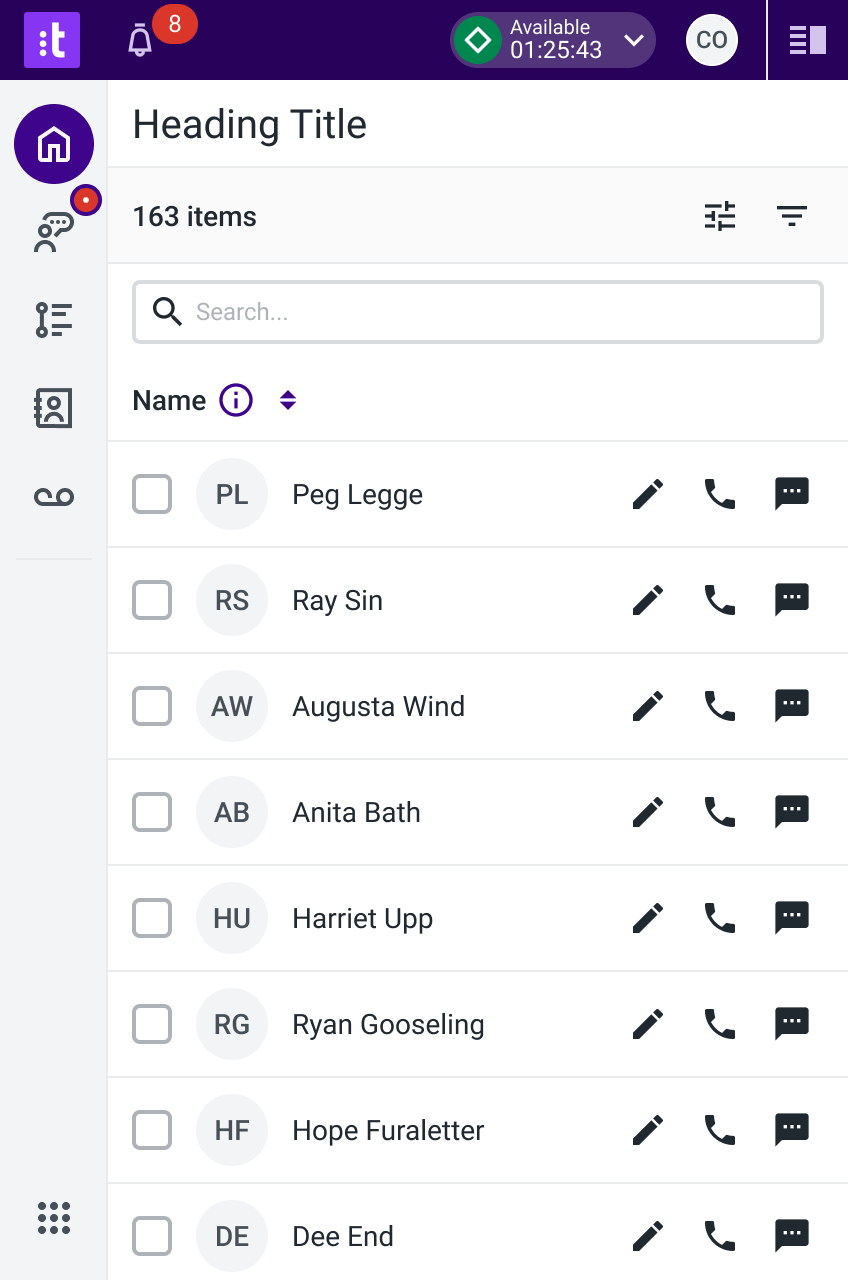 :t
8
Available
01:25:43
CO
Heading Title
163 items
Search...
Name
PL Peg Legge
RS Ray Sin
AW Augusta Wind
AB Anita Bath
HU Harriet Upp
RG Ryan Gooseling
HF Hope Furaletter
DE Dee End